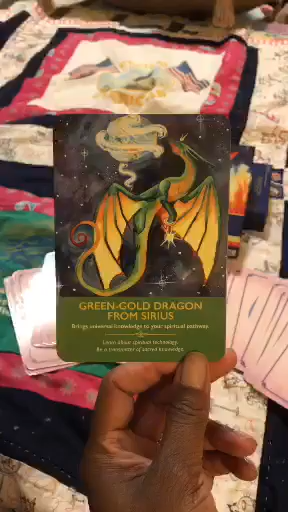 GREEN-GOLD DRAGON
FROM SIRIUS
Brings universal knowledge to your spiritual pathway.
Learn about spiritual technology.
Be a transmitter of sacred knowledge.